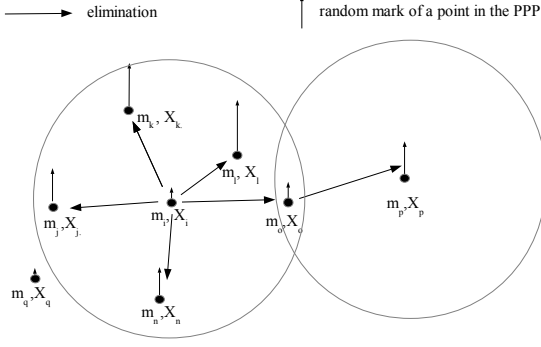 elimination
random mark of a point in the PPP
m_k, X_k.
m_l, X_l
m_j,X_j.
m_i,X_i
m_o,X_o
m_p,X_p
m_q,X_q
m_n,X_n